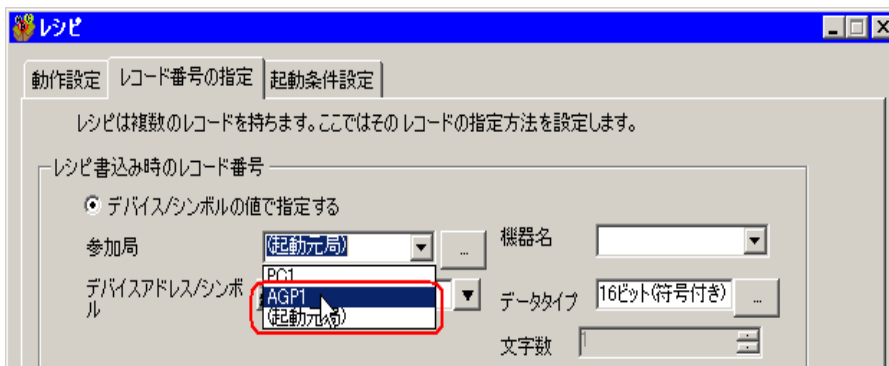 レシピ
動作設定 レコード番号の指定 起動条件設定
レシピは複数のレコードを持ちます。ここではそのレコードの指定方法を設定します。
レシピ書込み時のレコード番号
デバイス/シンボルの値で指定する
参加局 (起動元局) ... 機器名
PC1
デバイスアドレス/シンボ
ル
AGP1
(起動元局)
データタイプ 16ビット(符号付き) ...
文字数 1